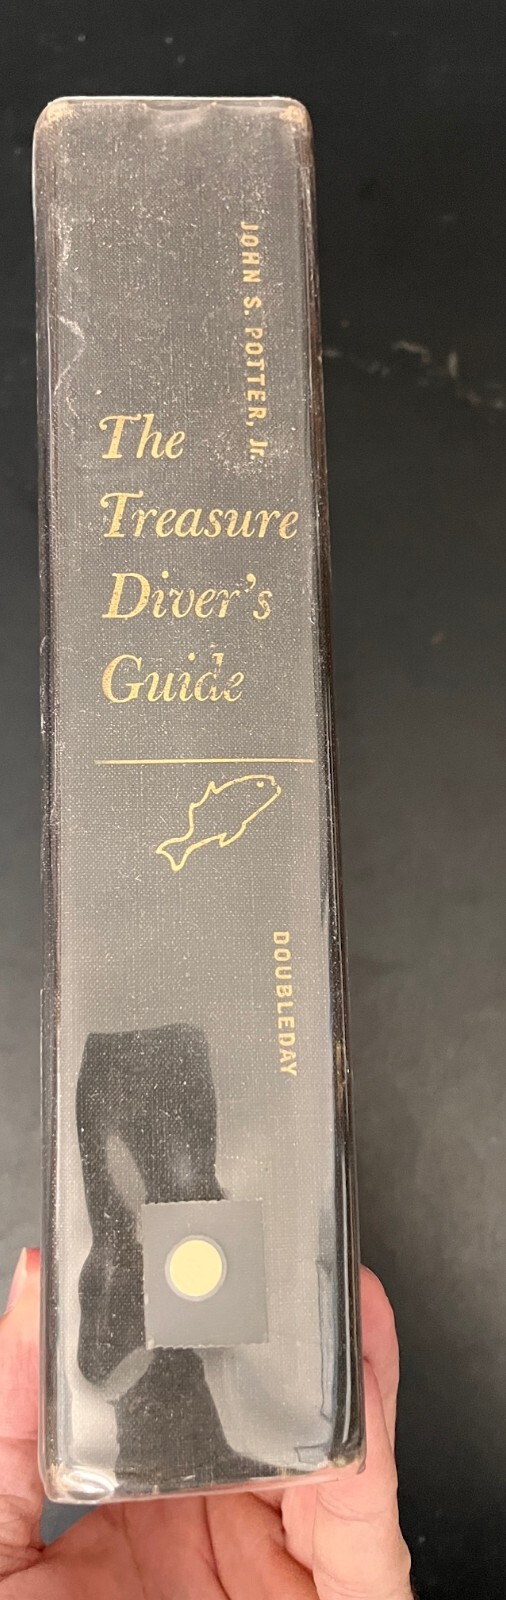 JOHN S. POTTER, Jr.
The
Treasure
Diver's
Guide
DOUBLEDAY